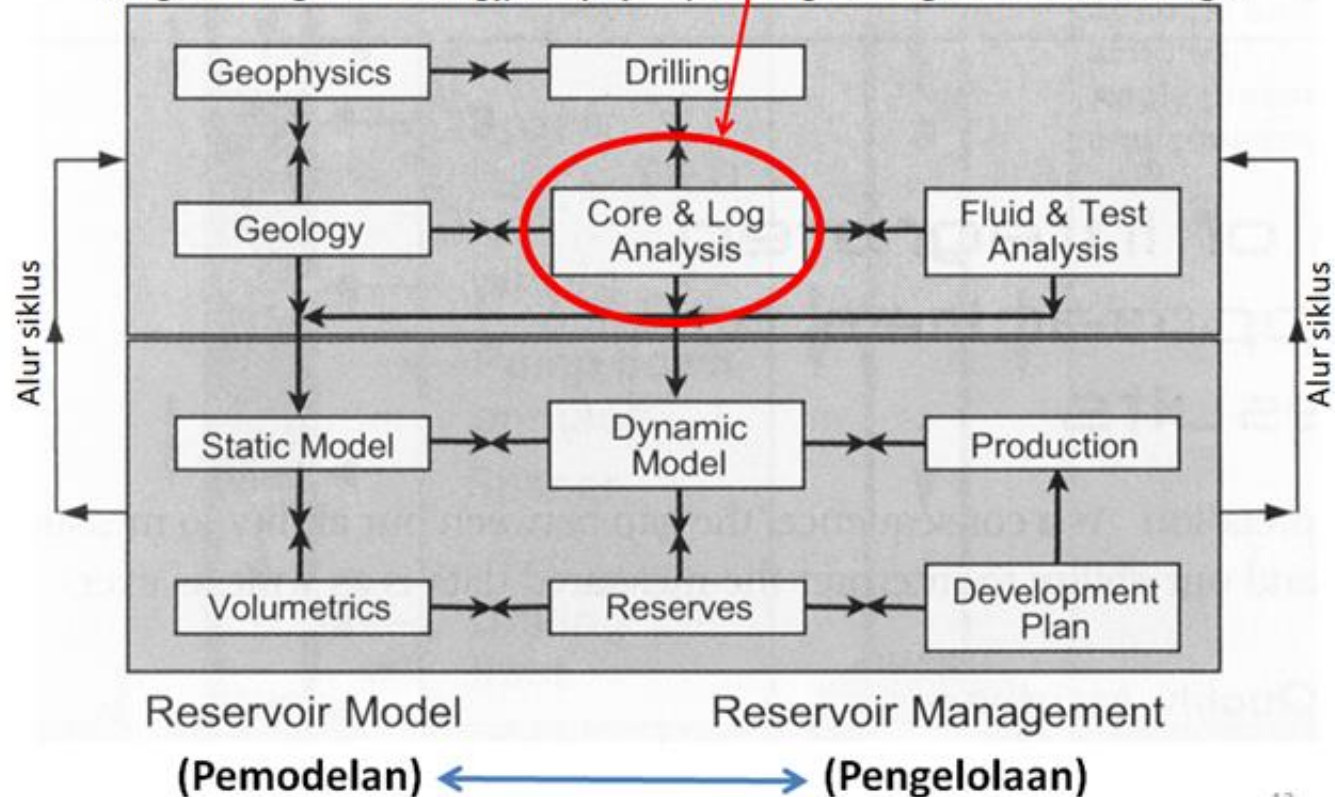 Geophysics
Drilling
Geology
Core & Log
Analysis
Fluid & Test
Analysis
Alur siklus
Alur siklus
Static Model
Dynamic
Model
Production
Volumetrics
Reserves
Development
Plan
Reservoir Model
Reservoir Management
(Pemodelan)
(Pengelolaan)